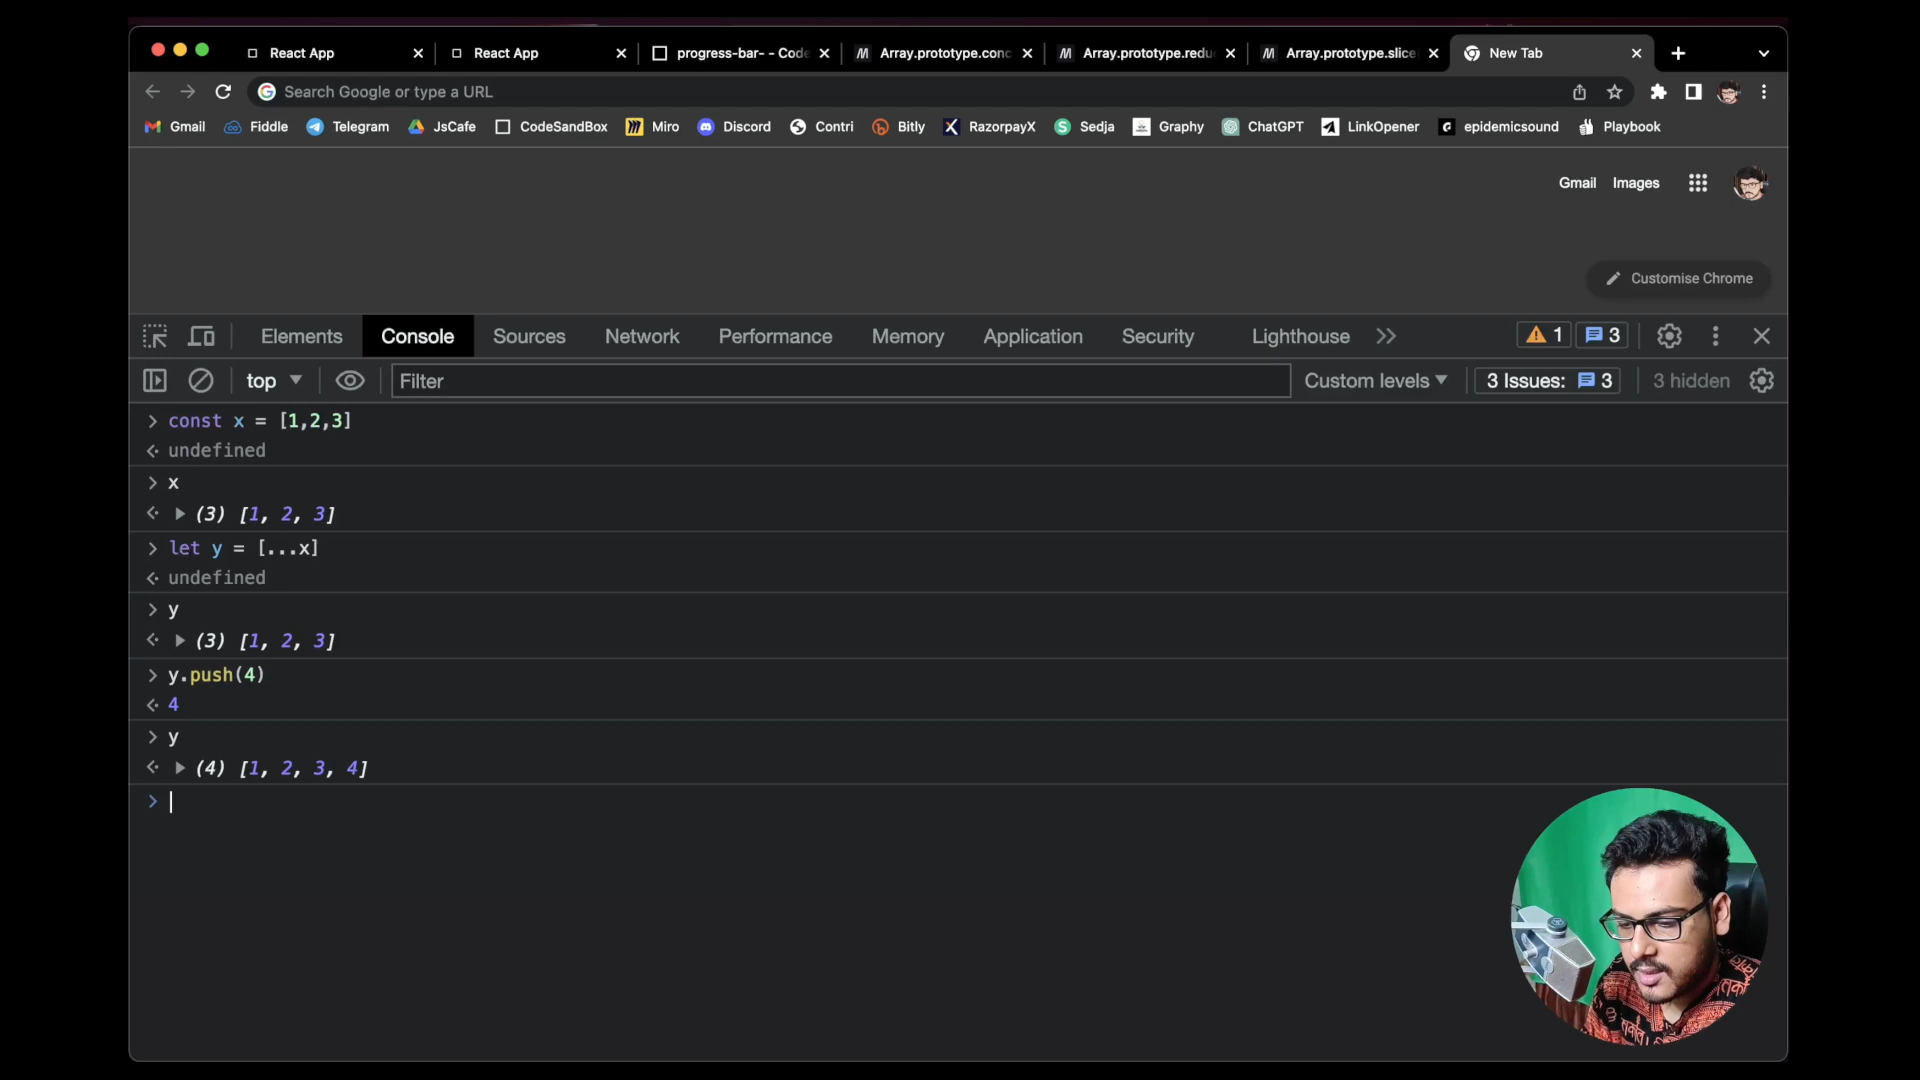 React App
React App
progress-bar- - Code
Array.prototype.conc
Array.prototype.redu
Array.prototype.slice
New Tab
Search Google or type a URL
Gmail Fiddle Telegram JsCafe CodeSandBox Miro Discord Contri Bitly RazorpayX Sedja Graphy ChatGPT LinkOpener epidemicsound Playbook
Gmail Images
Customise Chrome
Elements Console Sources Network Performance Memory Application Security Lighthouse 1 3
top Filter Custom levels 3 Issues: 3 3 hidden
> const x = [1,2,3]
undefined
> x
(3) [1, 2, 3]
> let y = [...x]
undefined
> y
(3) [1, 2, 3]
> y.push(4)
4
> y
(4) [1, 2, 3, 4]
>